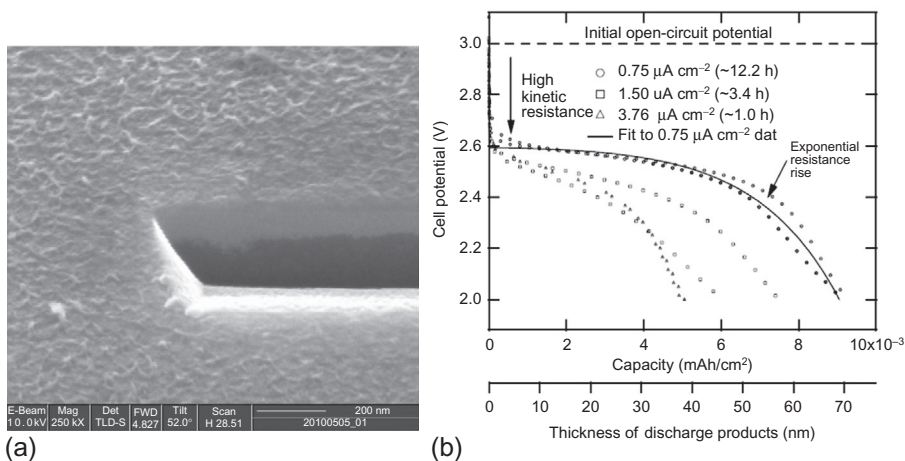 E-Beam Mag Det FWD Tilt Scan
10.0kV 250 kX TLD-S 4.827 52.0° H 28.51
200 nm
20100505_01
(a)
Initial open-circuit potential
0.75 μA cm⁻² (~12.2 h)
1.50 uA cm⁻² (~3.4 h)
3.76 μA cm⁻² (~1.0 h)
Fit to 0.75 μA cm⁻² dat
High
kinetic
resistance
Exponential
resistance
rise
Cell potential (V)
3.0
2.8
2.6
2.4
2.2
2.0
0 2 4 6 8 10x10⁻³
Capacity (mAh/cm²)
0 10 20 30 40 50 60 70
Thickness of discharge products (nm)
(b)